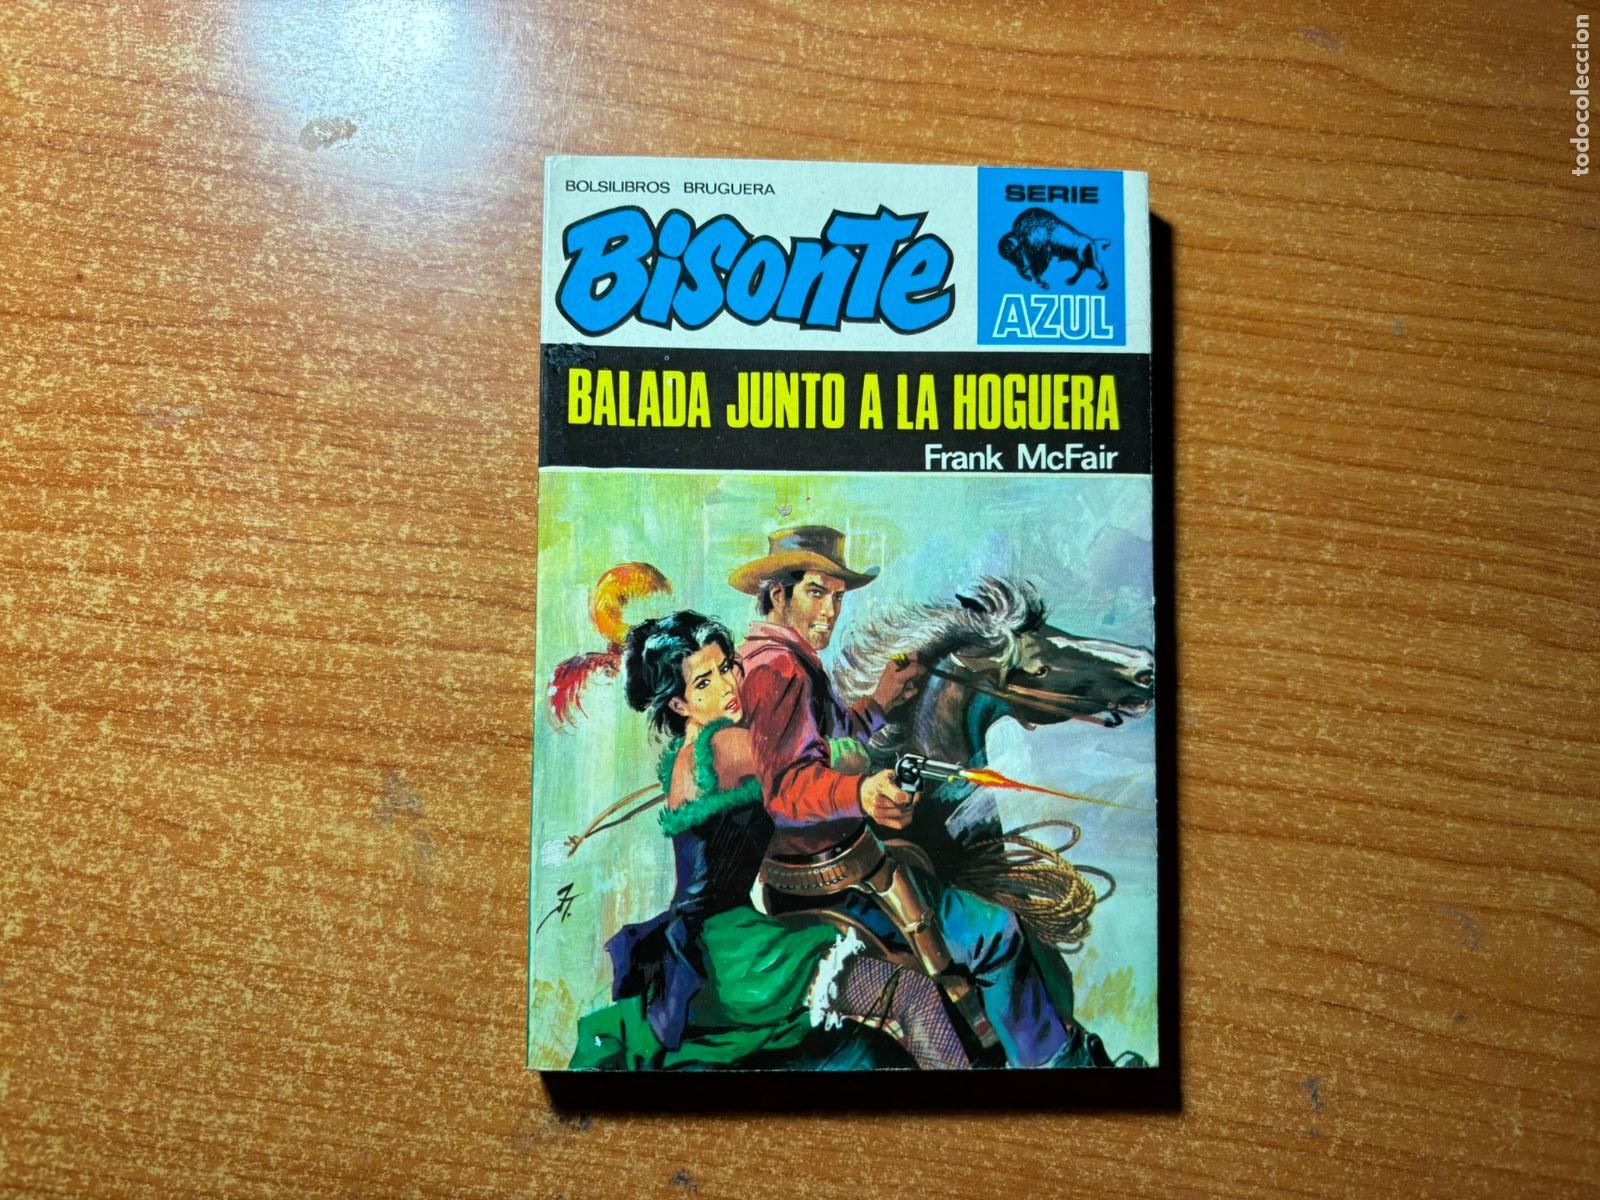 BOLSILIBROS BRUGUERA
Bisonte
SERIE
AZUL
BALADA JUNTO A LA HOGUERA
Frank McFair
todocoleccion